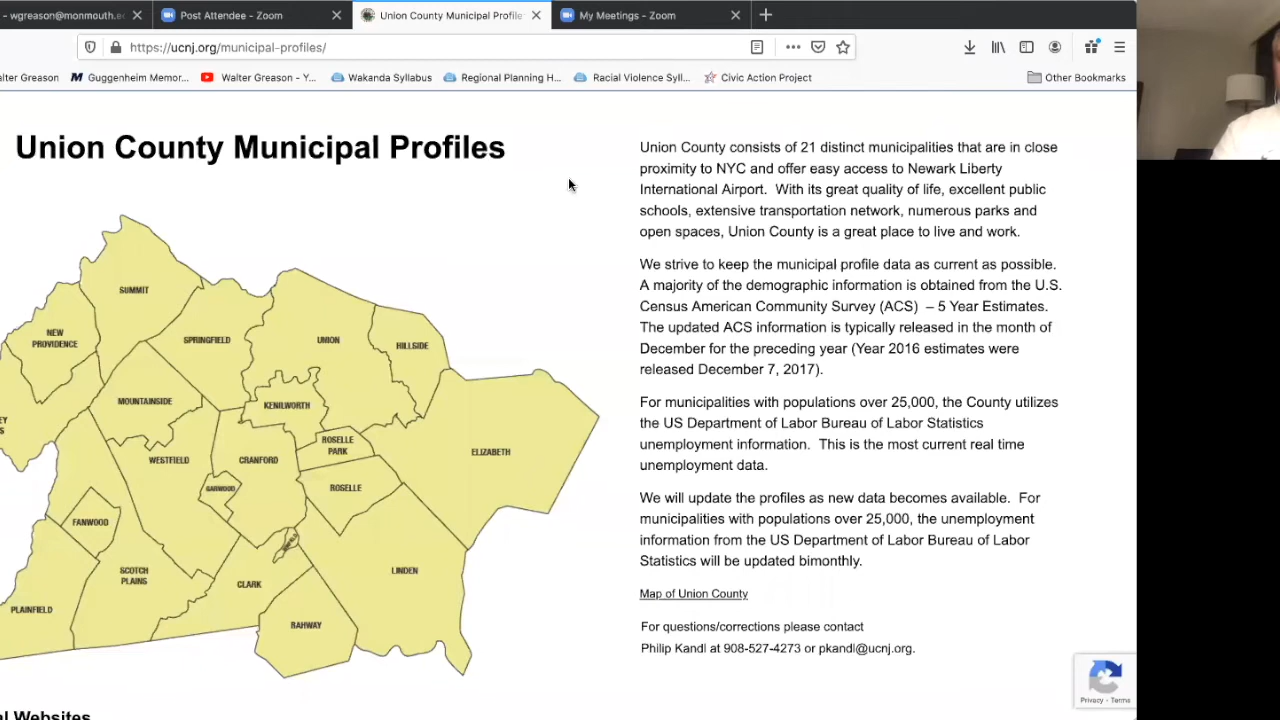 - wgreason@monmouth.e
Post Attendee - Zoom
Union County Municipal Profile
My Meetings - Zoom
https://ucnj.org/municipal-profiles/
alter Greason
Guggenheim Memor...
Walter Greason - Y...
Wakanda Syllabus
Regional Planning H...
Racial Violence Syll...
Civic Action Project
Other Bookmarks
Union County Municipal Profiles
SUMMIT
NEW
PROVIDENCE
SPRINGFIELD
UNION
HILLSIDE
MOUNTAINSIDE
KENILWORTH
EY
S
WESTFIELD
CRANFORD
ROSELLE
PARK
ELIZABETH
GARWOOD
ROSELLE
FANWOOD
SCOTCH
PLAINS
CLARK
LINDEN
PLAINFIELD
RAHWAY
Union County consists of 21 distinct municipalities that are in close
proximity to NYC and offer easy access to Newark Liberty
International Airport. With its great quality of life, excellent public
schools, extensive transportation network, numerous parks and
open spaces, Union County is a great place to live and work.
We strive to keep the municipal profile data as current as possible.
A majority of the demographic information is obtained from the U.S.
Census American Community Survey (ACS) – 5 Year Estimates.
The updated ACS information is typically released in the month of
December for the preceding year (Year 2016 estimates were
released December 7, 2017).
For municipalities with populations over 25,000, the County utilizes
the US Department of Labor Bureau of Labor Statistics
unemployment information. This is the most current real time
unemployment data.
We will update the profiles as new data becomes available. For
municipalities with populations over 25,000, the unemployment
information from the US Department of Labor Bureau of Labor
Statistics will be updated bimonthly.
Map of Union County
For questions/corrections please contact
Philip Kandl at 908-527-4273 or pkandl@ucnj.org.
Privacy - Terms
al Websites